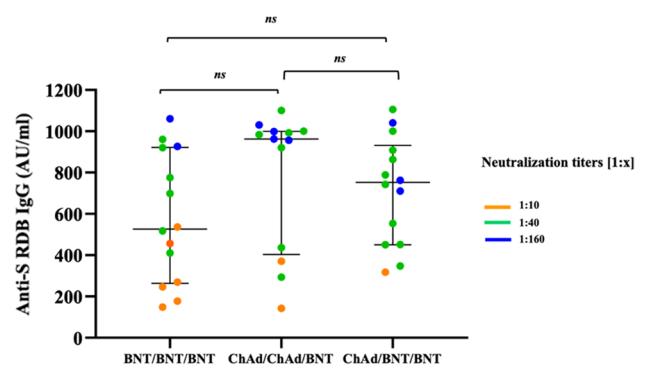 ns
ns
ns
1200
1000
800
600
400
200
0
Anti-S RDB IgG (AU/ml)
BNT/BNT/BNT
ChAd/ChAd/BNT
ChAd/BNT/BNT
Neutralization titers [1:x]
1:10
1:40
1:160